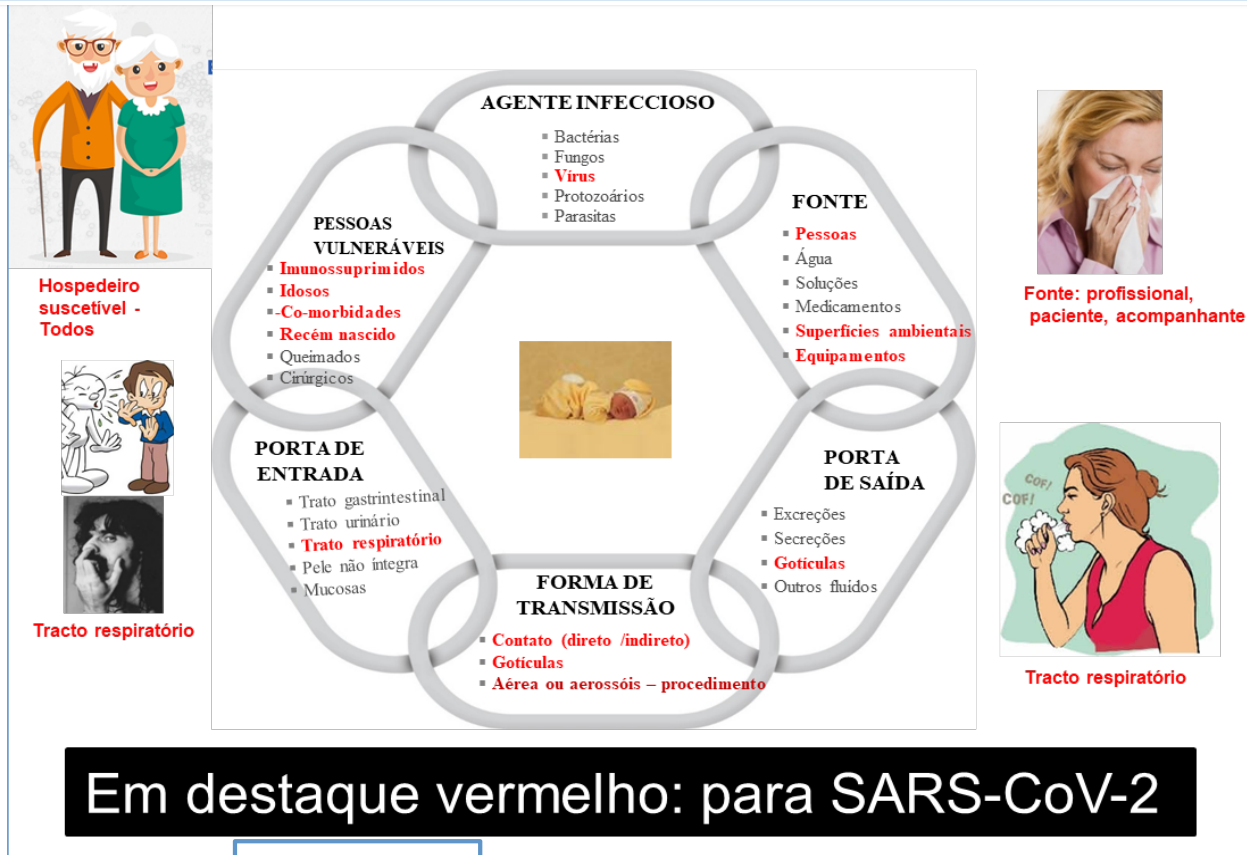 AGENTE INFECCIOSO
▪ Bactérias
▪ Fungos
▪ Vírus
▪ Protozoários
▪ Parasitas
FONTE
▪ Pessoas
▪ Água
▪ Soluções
▪ Medicamentos
▪ Superfícies ambientais
▪ Equipamentos
Fonte: profissional,
paciente, acompanhante
PORTA
DE SAÍDA
▪ Excreções
▪ Secreções
▪ Gotículas
▪ Outros fluidos
COF!
COF!
Tracto respiratório
FORMA DE
TRANSMISSÃO
▪ Contato (direto /indireto)
▪ Gotículas
▪ Aérea ou aerossóis – procedimento
PORTA DE
ENTRADA
▪ Trato gastrintestinal
▪ Trato urinário
▪ Trato respiratório
▪ Pele não íntegra
▪ Mucosas
Tracto respiratório
PESSOAS
VULNERÁVEIS
▪ Imunossuprimidos
▪ Idosos
▪ -Co-morbidades
▪ Recém nascido
▪ Queimados
▪ Cirúrgicos
Hospedeiro
suscetível -
Todos
Em destaque vermelho: para SARS-CoV-2